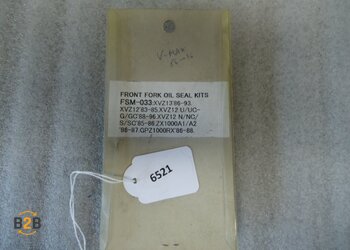 V-MAX
FRONT FORK OIL SEAL KITS
FSM-033:XVZ13'86-93,
XVZ12'83-85,XVZ12 U/UC-
G/GC'88-96,XVZ12 N/NC/
S/SC'85-86,ZX1000A1/A2
'86-87,GPZ1000RX'86-88.
6521
B2B